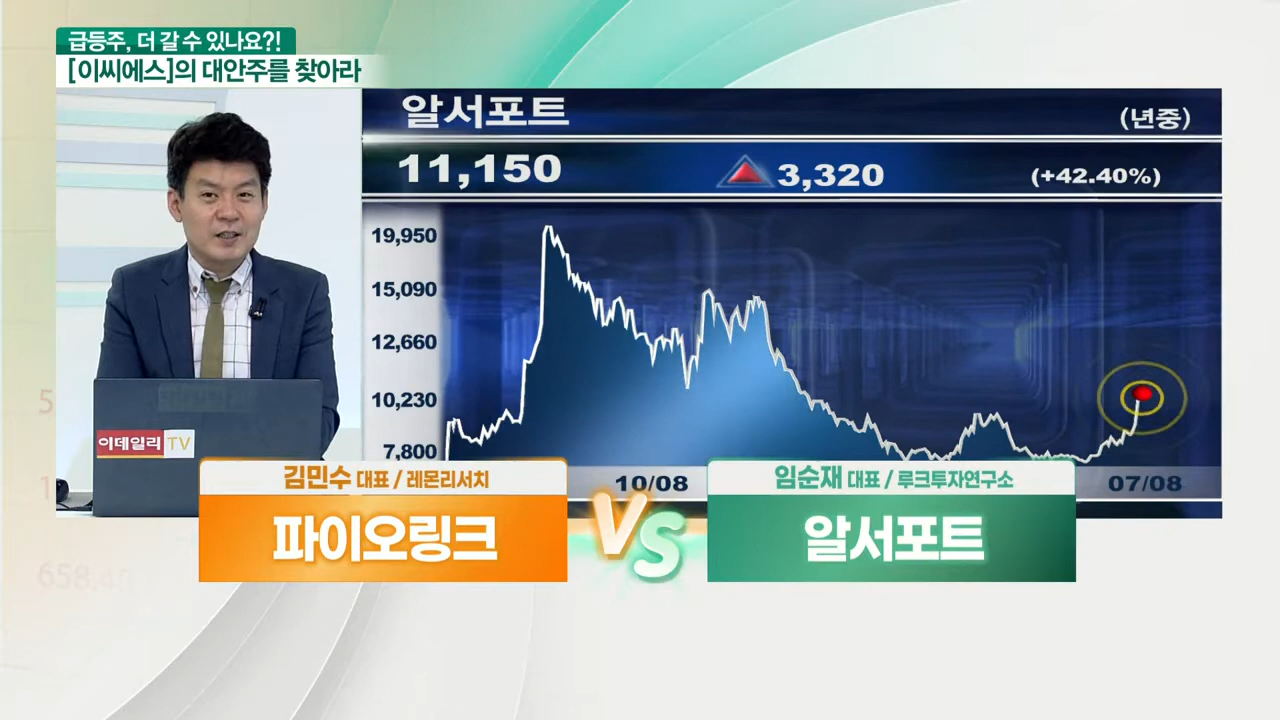 급등주, 더 갈 수 있나요?!
[이씨에스]의 대안주를 찾아라
알서포트
(년중)
11,150
3,320
(+42.40%)
19,950
15,090
12,660
10,230
7,800
10/08
07/08
이데일리TV
김민수 대표 / 레몬리서치
파이오링크
VS
임순재 대표 / 루크투자연구소
알서포트
5
1
658.40